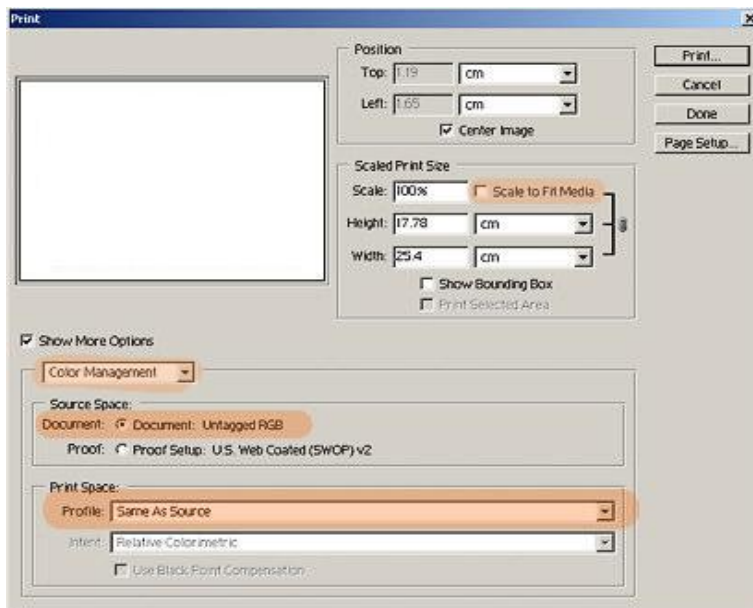 Print
Position
Top: 1.19 cm
Left: 1.65 cm
Center Image
Print...
Cancel
Done
Page Setup...
Scaled Print Size
Scale: 100% Scale to Fit Media
Height: 17.78 cm
Width: 25.4 cm
Show Bounding Box
Print Selected Area
Show More Options
Color Management
Source Space:
Document: Document: Untagged RGB
Proof: Proof Setup: U.S. Web Coated (SWOP) v2
Print Space:
Profile: Same As Source
Intent: Relative Colorimetric
Use Black Point Compensation